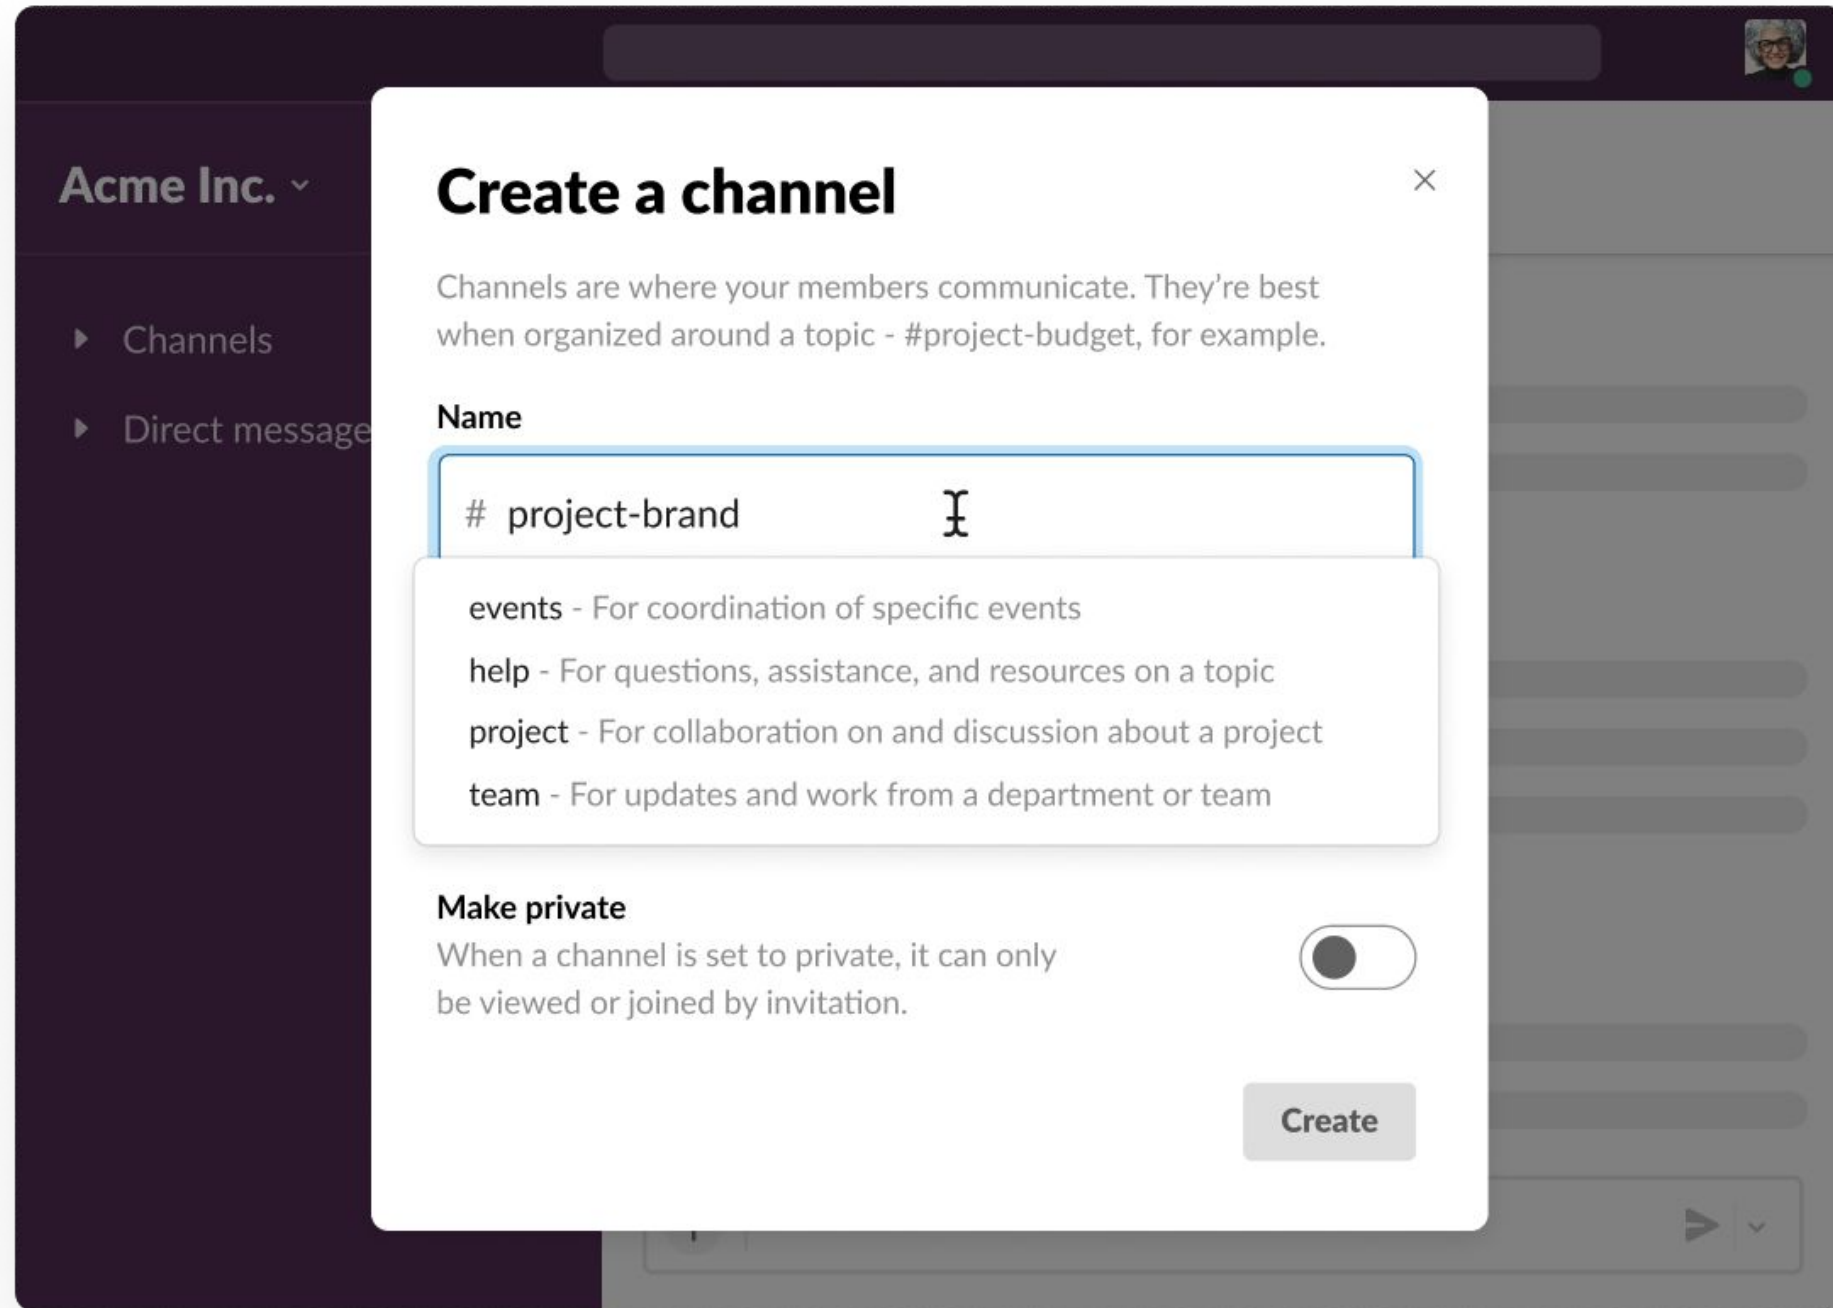 Acme Inc.
Channels
Direct message
Create a channel
Channels are where your members communicate. They’re best
when organized around a topic - #project-budget, for example.
Name
# project-brand
events - For coordination of specific events
help - For questions, assistance, and resources on a topic
project - For collaboration on and discussion about a project
team - For updates and work from a department or team
Make private
When a channel is set to private, it can only
be viewed or joined by invitation.
Create